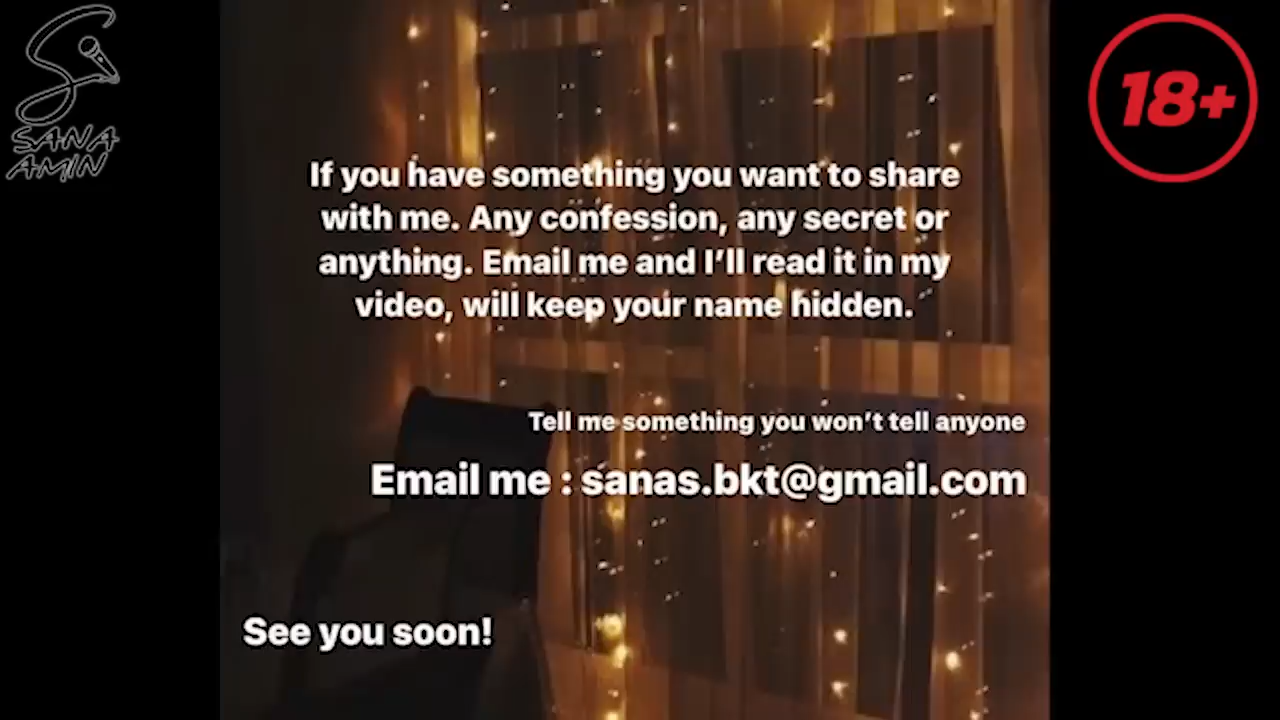 SANA
AMIN
18+
If you have something you want to share
with me. Any confession, any secret or
anything. Email me and I’ll read it in my
video, will keep your name hidden.
Tell me something you won’t tell anyone
Email me : sanas.bkt@gmail.com
See you soon!